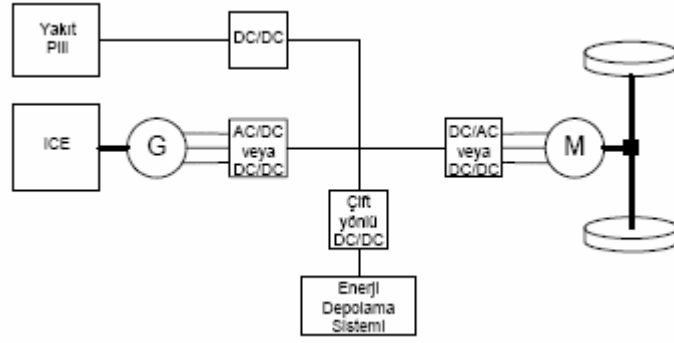 Yakıt
Pili
DC/DC
ICE
G
AC/DC
veya
DC/DC
DC/AC
veya
DC/DC
M
Çift
yönlü
DC/DC
Enerji
Depolama
Sistemi